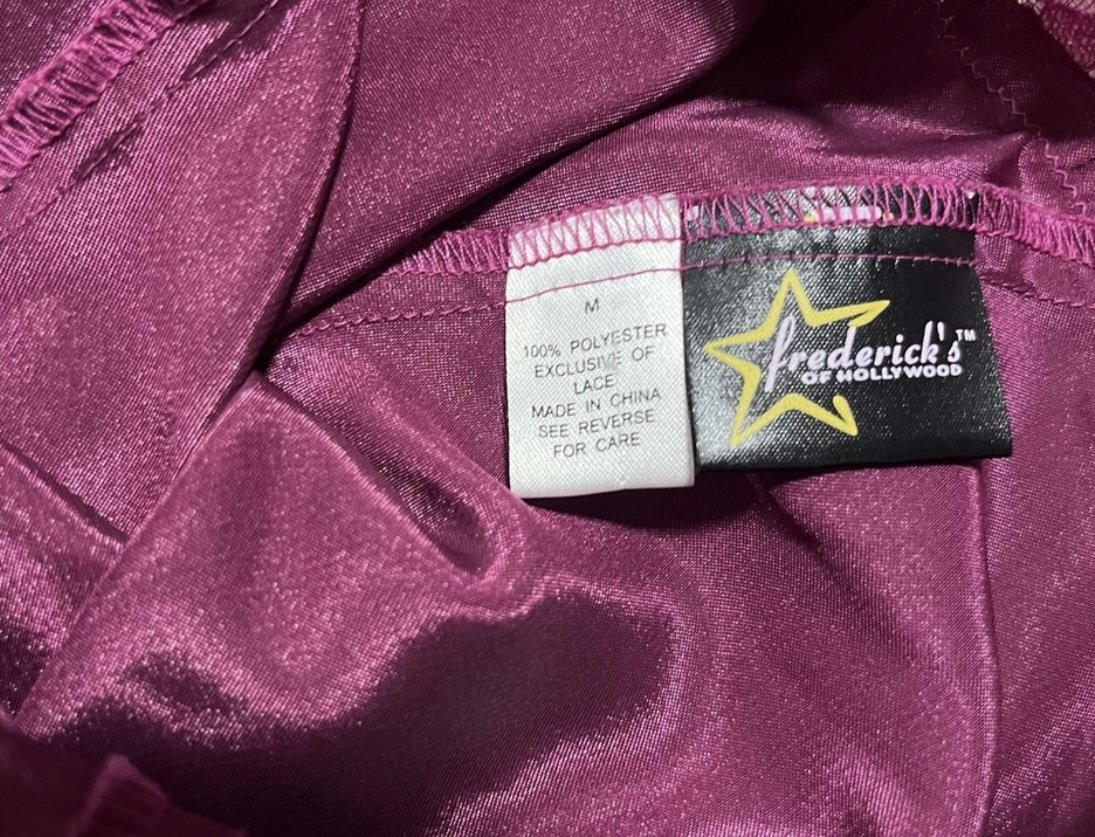 M
100% POLYESTER
EXCLUSIVE OF
LACE
MADE IN CHINA
SEE REVERSE
FOR CARE
frederick's™
OF HOLLYWOOD